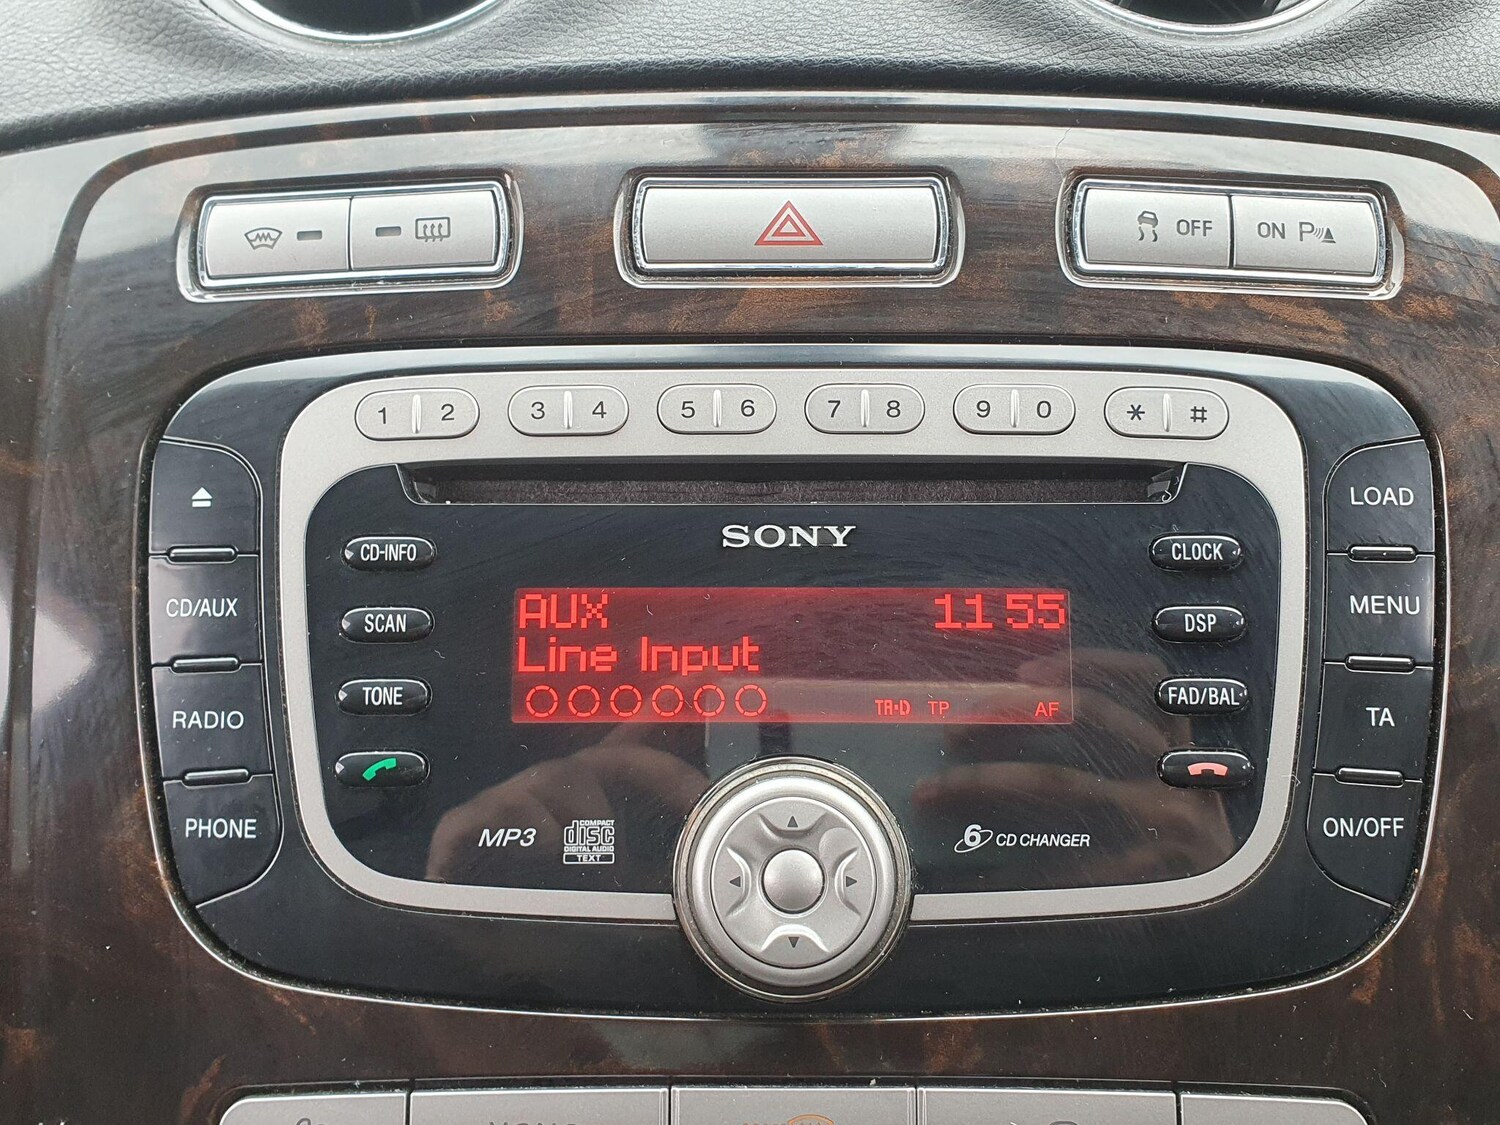 OFF ON P
1 2 3 4 5 6 7 8 9 0 * #
LOAD
SONY
CD-INFO
CLOCK
AUX 11 55
CD/AUX
SCAN
DSP
MENU
Line Input
TONE
FAD/BAL
TA·D TP AF
RADIO
TA
PHONE
MP3
COMPACT
disc
DIGITAL AUDIO
TEXT
6 CD CHANGER
ON/OFF